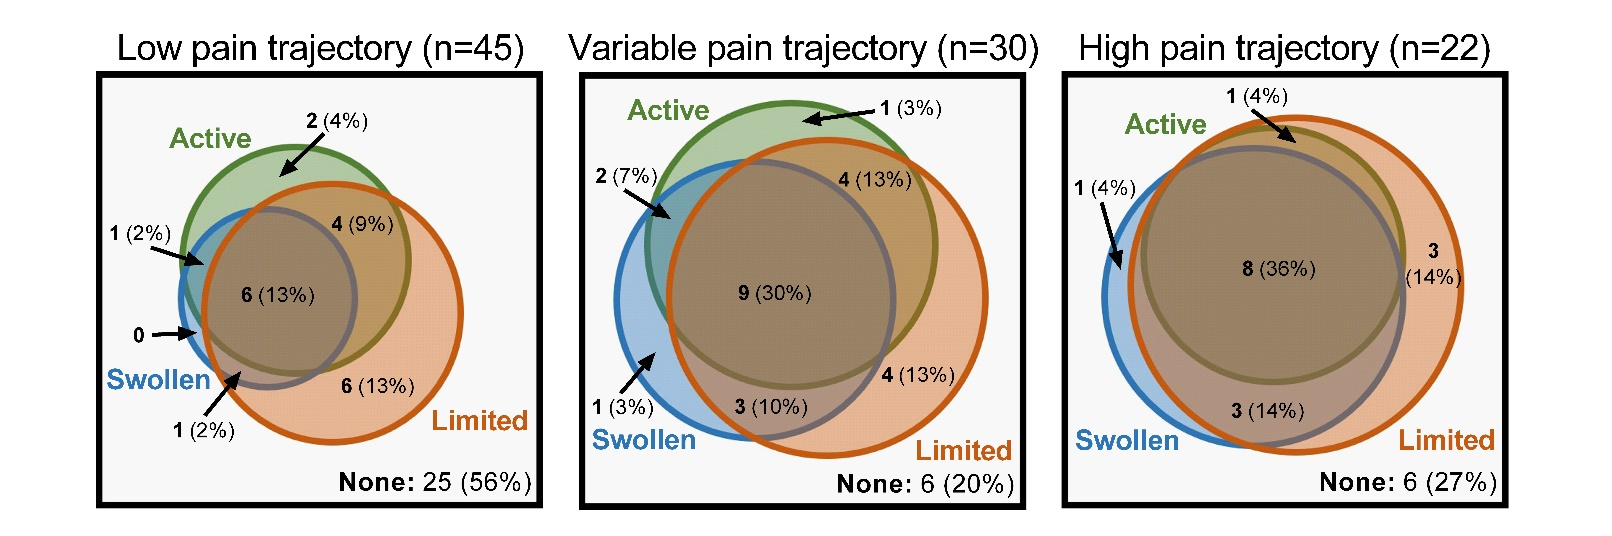 Low pain trajectory (n=45)
Active
2 (4%)
1 (2%)
4 (9%)
6 (13%)
0
Swollen
6 (13%)
1 (2%)
Limited
None: 25 (56%)
Variable pain trajectory (n=30)
Active
1 (3%)
2 (7%)
4 (13%)
9 (30%)
4 (13%)
1 (3%)
3 (10%)
Swollen
Limited
None: 6 (20%)
High pain trajectory (n=22)
1 (4%)
Active
1 (4%)
3
(14%)
8 (36%)
3 (14%)
Swollen
Limited
None: 6 (27%)